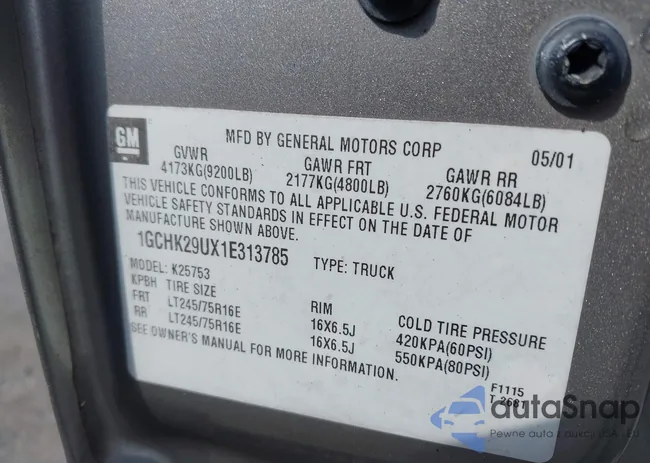 GM
MFD BY GENERAL MOTORS CORP 05/01
GVWR GAWR FRT GAWR RR
4173KG(9200LB) 2177KG(4800LB) 2760KG(6084LB)
THIS VEHICLE CONFORMS TO ALL APPLICABLE U.S. FEDERAL MOTOR
VEHICLE SAFETY STANDARDS IN EFFECT ON THE DATE OF
MANUFACTURE SHOWN ABOVE.
1GCHK29UX1E313785 TYPE: TRUCK
MODEL: K25753
KPBH TIRE SIZE RIM COLD TIRE PRESSURE
FRT LT245/75R16E 16X6.5J 420KPA(60PSI)
RR LT245/75R16E 16X6.5J 550KPA(80PSI)
SEE OWNER'S MANUAL FOR MORE INFORMATION.
F1115
autoSnap
Pewne auto z aukcji